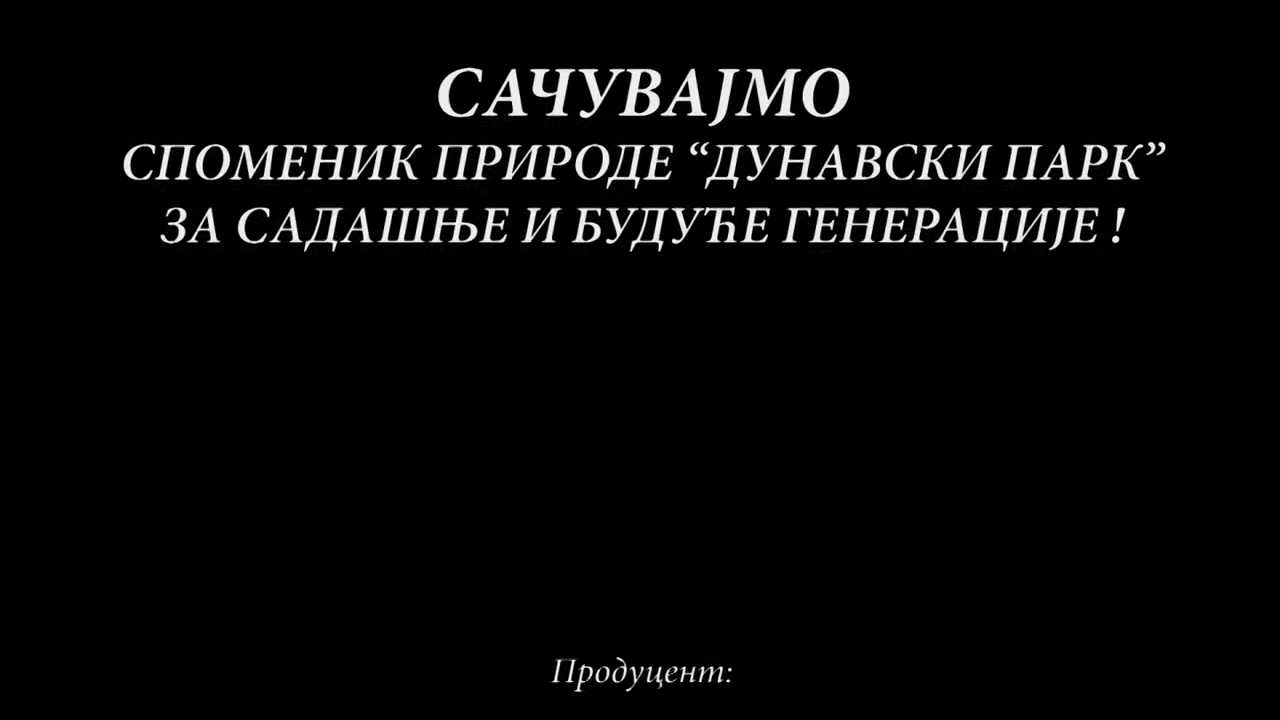 САЧУВАЈМО
СПОМЕНИК ПРИРОДЕ “ДУНАВСКИ ПАРК”
ЗА САДАШЊЕ И БУДУЋЕ ГЕНЕРАЦИЈЕ !
Продуцент: